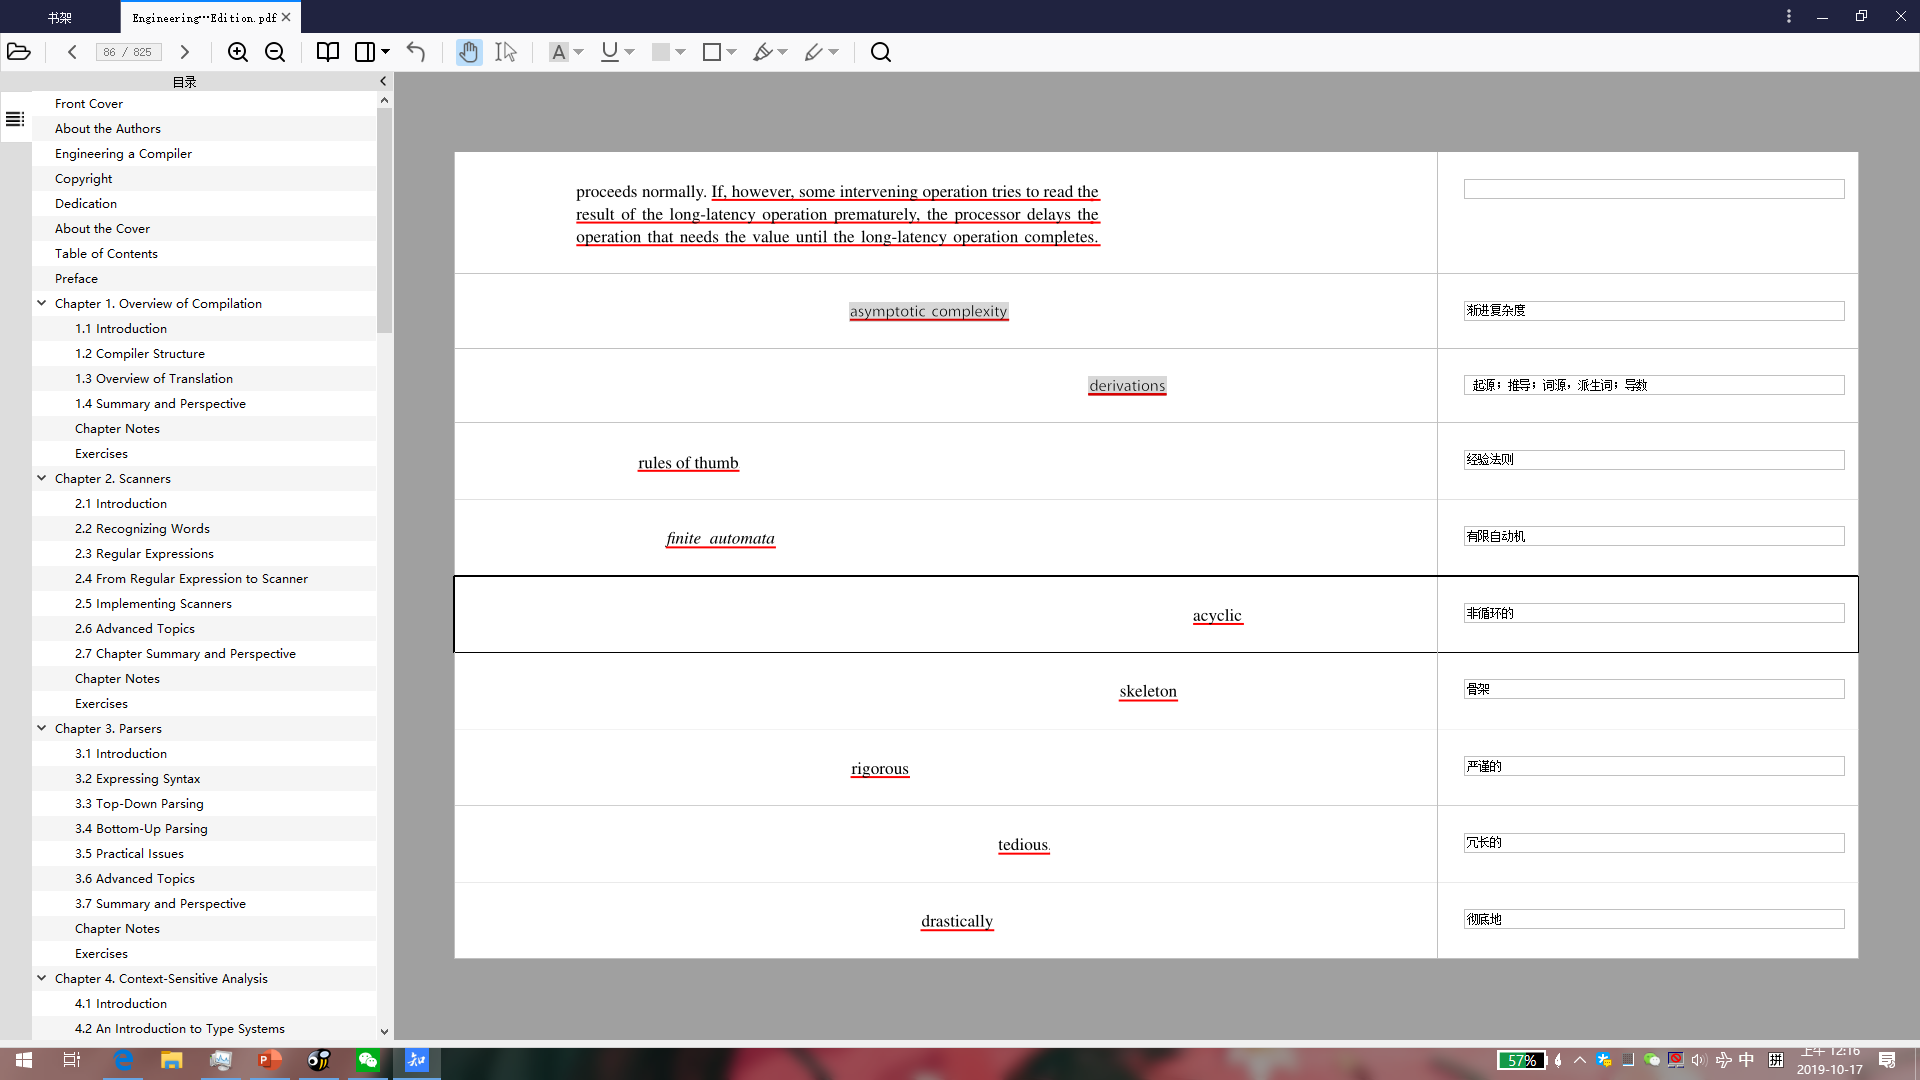 书架
Engineering···Edition.pdf
86 / 825
目录
Front Cover
About the Authors
Engineering a Compiler
Copyright
Dedication
About the Cover
Table of Contents
Preface
Chapter 1. Overview of Compilation
1.1 Introduction
1.2 Compiler Structure
1.3 Overview of Translation
1.4 Summary and Perspective
Chapter Notes
Exercises
Chapter 2. Scanners
2.1 Introduction
2.2 Recognizing Words
2.3 Regular Expressions
2.4 From Regular Expression to Scanner
2.5 Implementing Scanners
2.6 Advanced Topics
2.7 Chapter Summary and Perspective
Chapter Notes
Exercises
Chapter 3. Parsers
3.1 Introduction
3.2 Expressing Syntax
3.3 Top-Down Parsing
3.4 Bottom-Up Parsing
3.5 Practical Issues
3.6 Advanced Topics
3.7 Summary and Perspective
Chapter Notes
Exercises
Chapter 4. Context-Sensitive Analysis
4.1 Introduction
4.2 An Introduction to Type Systems
proceeds normally. If, however, some intervening operation tries to read the
result of the long-latency operation prematurely, the processor delays the
operation that needs the value until the long-latency operation completes.
asymptotic complexity
渐进复杂度
derivations
起源；推导；词源，派生词；导数
rules of thumb
经验法则
finite automata
有限自动机
acyclic
非循环的
skeleton
骨架
rigorous
严谨的
tedious.
冗长的
drastically
彻底地
知
57%
中
拼
上午 12:16
2019-10-17